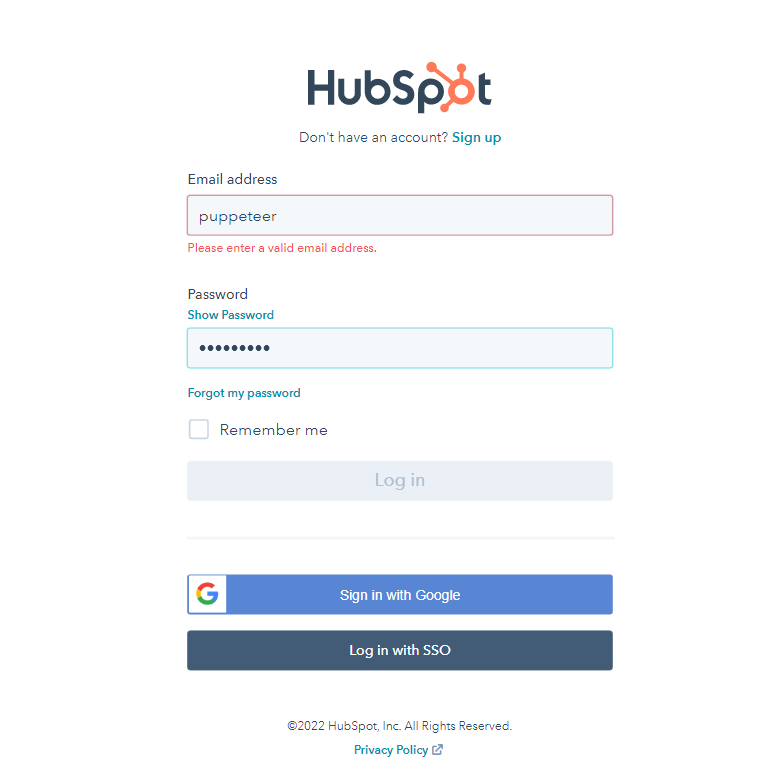 HubSpot
Don't have an account? Sign up
Email address
puppeteer
Please enter a valid email address.
Password
Show Password
•••••••••
Forgot my password
Remember me
Log in
Sign in with Google
Log in with SSO
©2022 HubSpot, Inc. All Rights Reserved.
Privacy Policy